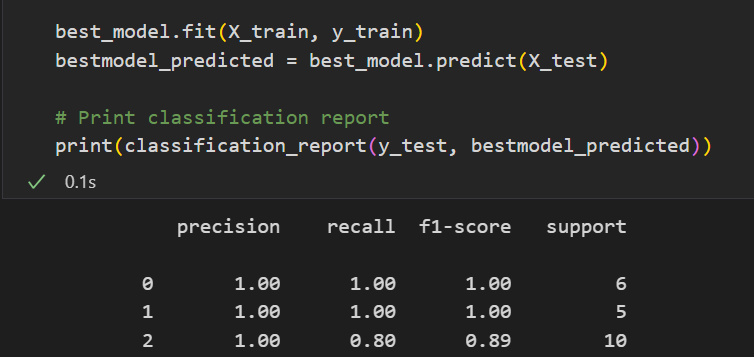 best_model.fit(X_train, y_train)
bestmodel_predicted = best_model.predict(X_test)
# Print classification report
print(classification_report(y_test, bestmodel_predicted))
0.1s
precision recall f1-score support
0 1.00 1.00 1.00 6
1 1.00 1.00 1.00 5
2 1.00 0.80 0.89 10